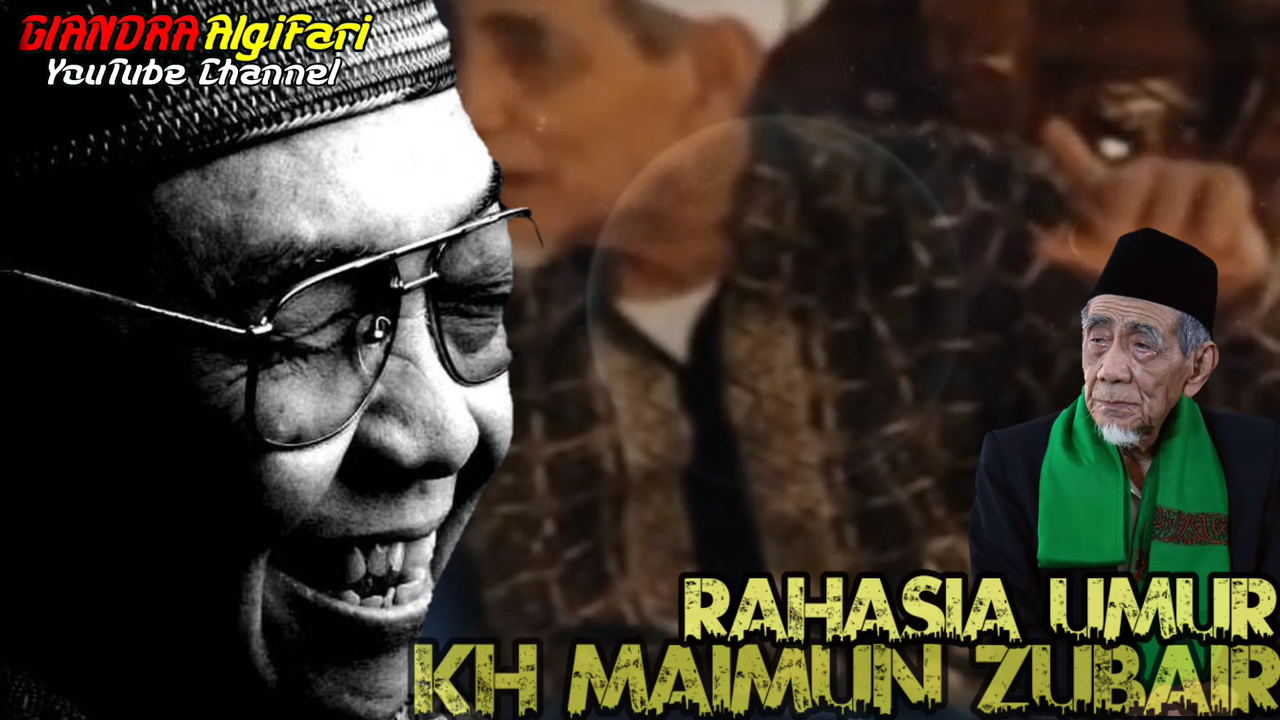 GIANDRA AlgiFari
YouTube Channel
RAHASIA UMUR
KH MAIMUN ZUBAIR